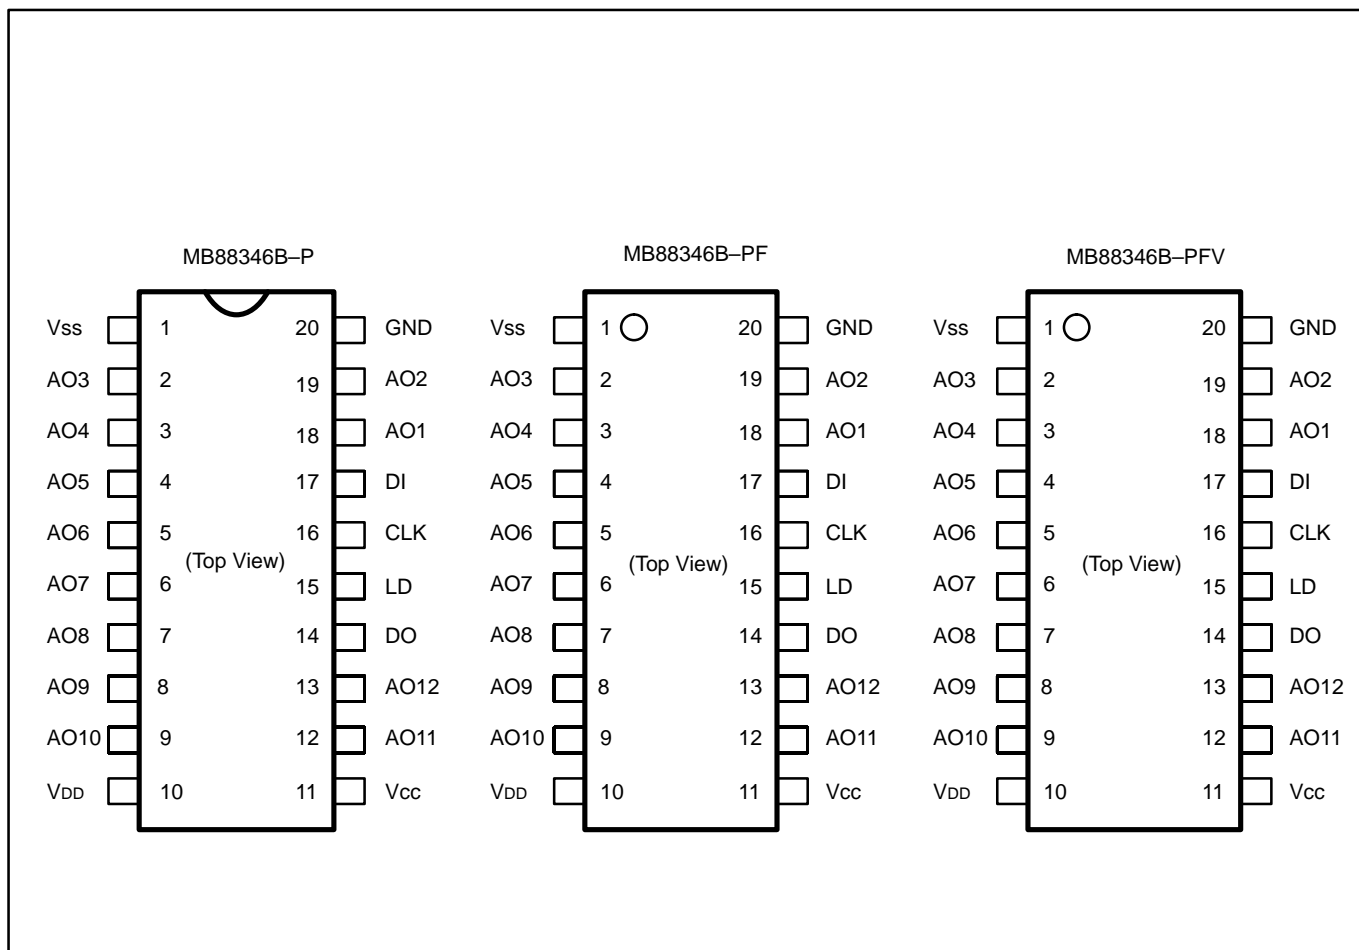 MB88346B–P MB88346B–PF MB88346B–PFV
Vss 1 20 GND Vss 1 20 GND Vss 1 20 GND
AO3 2 19 AO2 AO3 2 19 AO2 AO3 2 19 AO2
AO4 3 18 AO1 AO4 3 18 AO1 AO4 3 18 AO1
AO5 4 17 DI AO5 4 17 DI AO5 4 17 DI
AO6 5 16 CLK AO6 5 16 CLK AO6 5 16 CLK
(Top View) (Top View) (Top View)
AO7 6 15 LD AO7 6 15 LD AO7 6 15 LD
AO8 7 14 DO AO8 7 14 DO AO8 7 14 DO
AO9 8 13 AO12 AO9 8 13 AO12 AO9 8 13 AO12
AO10 9 12 AO11 AO10 9 12 AO11 AO10 9 12 AO11
VDD 10 11 Vcc VDD 10 11 Vcc VDD 10 11 Vcc